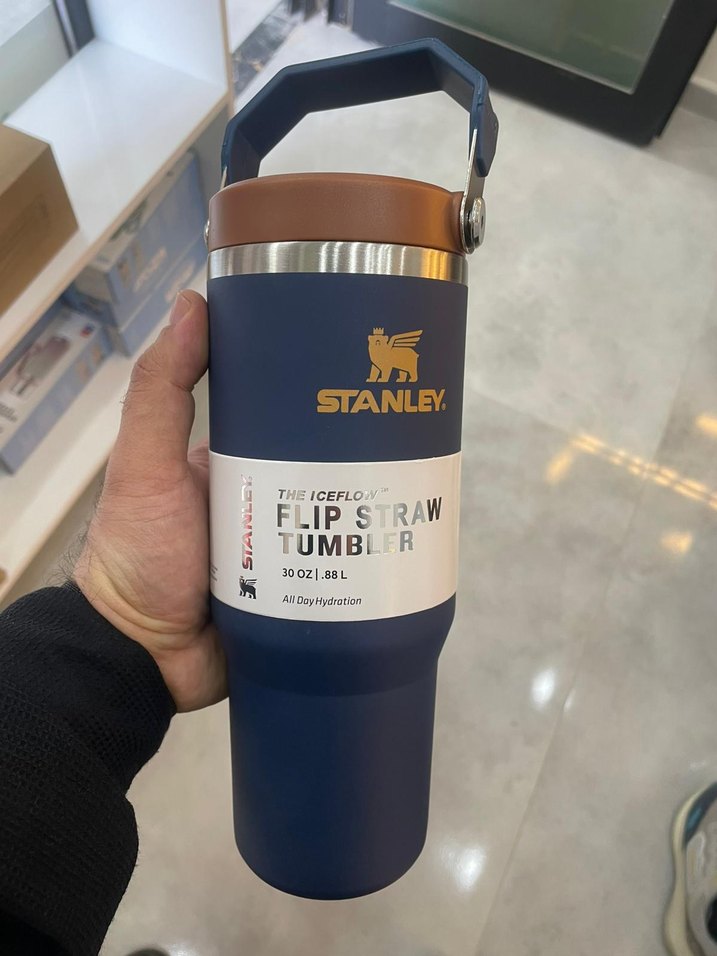 STANLEY®
STANLEY
THE ICEFLOW™
FLIP STRAW
TUMBLER
30 OZ | .88 L
All Day Hydration